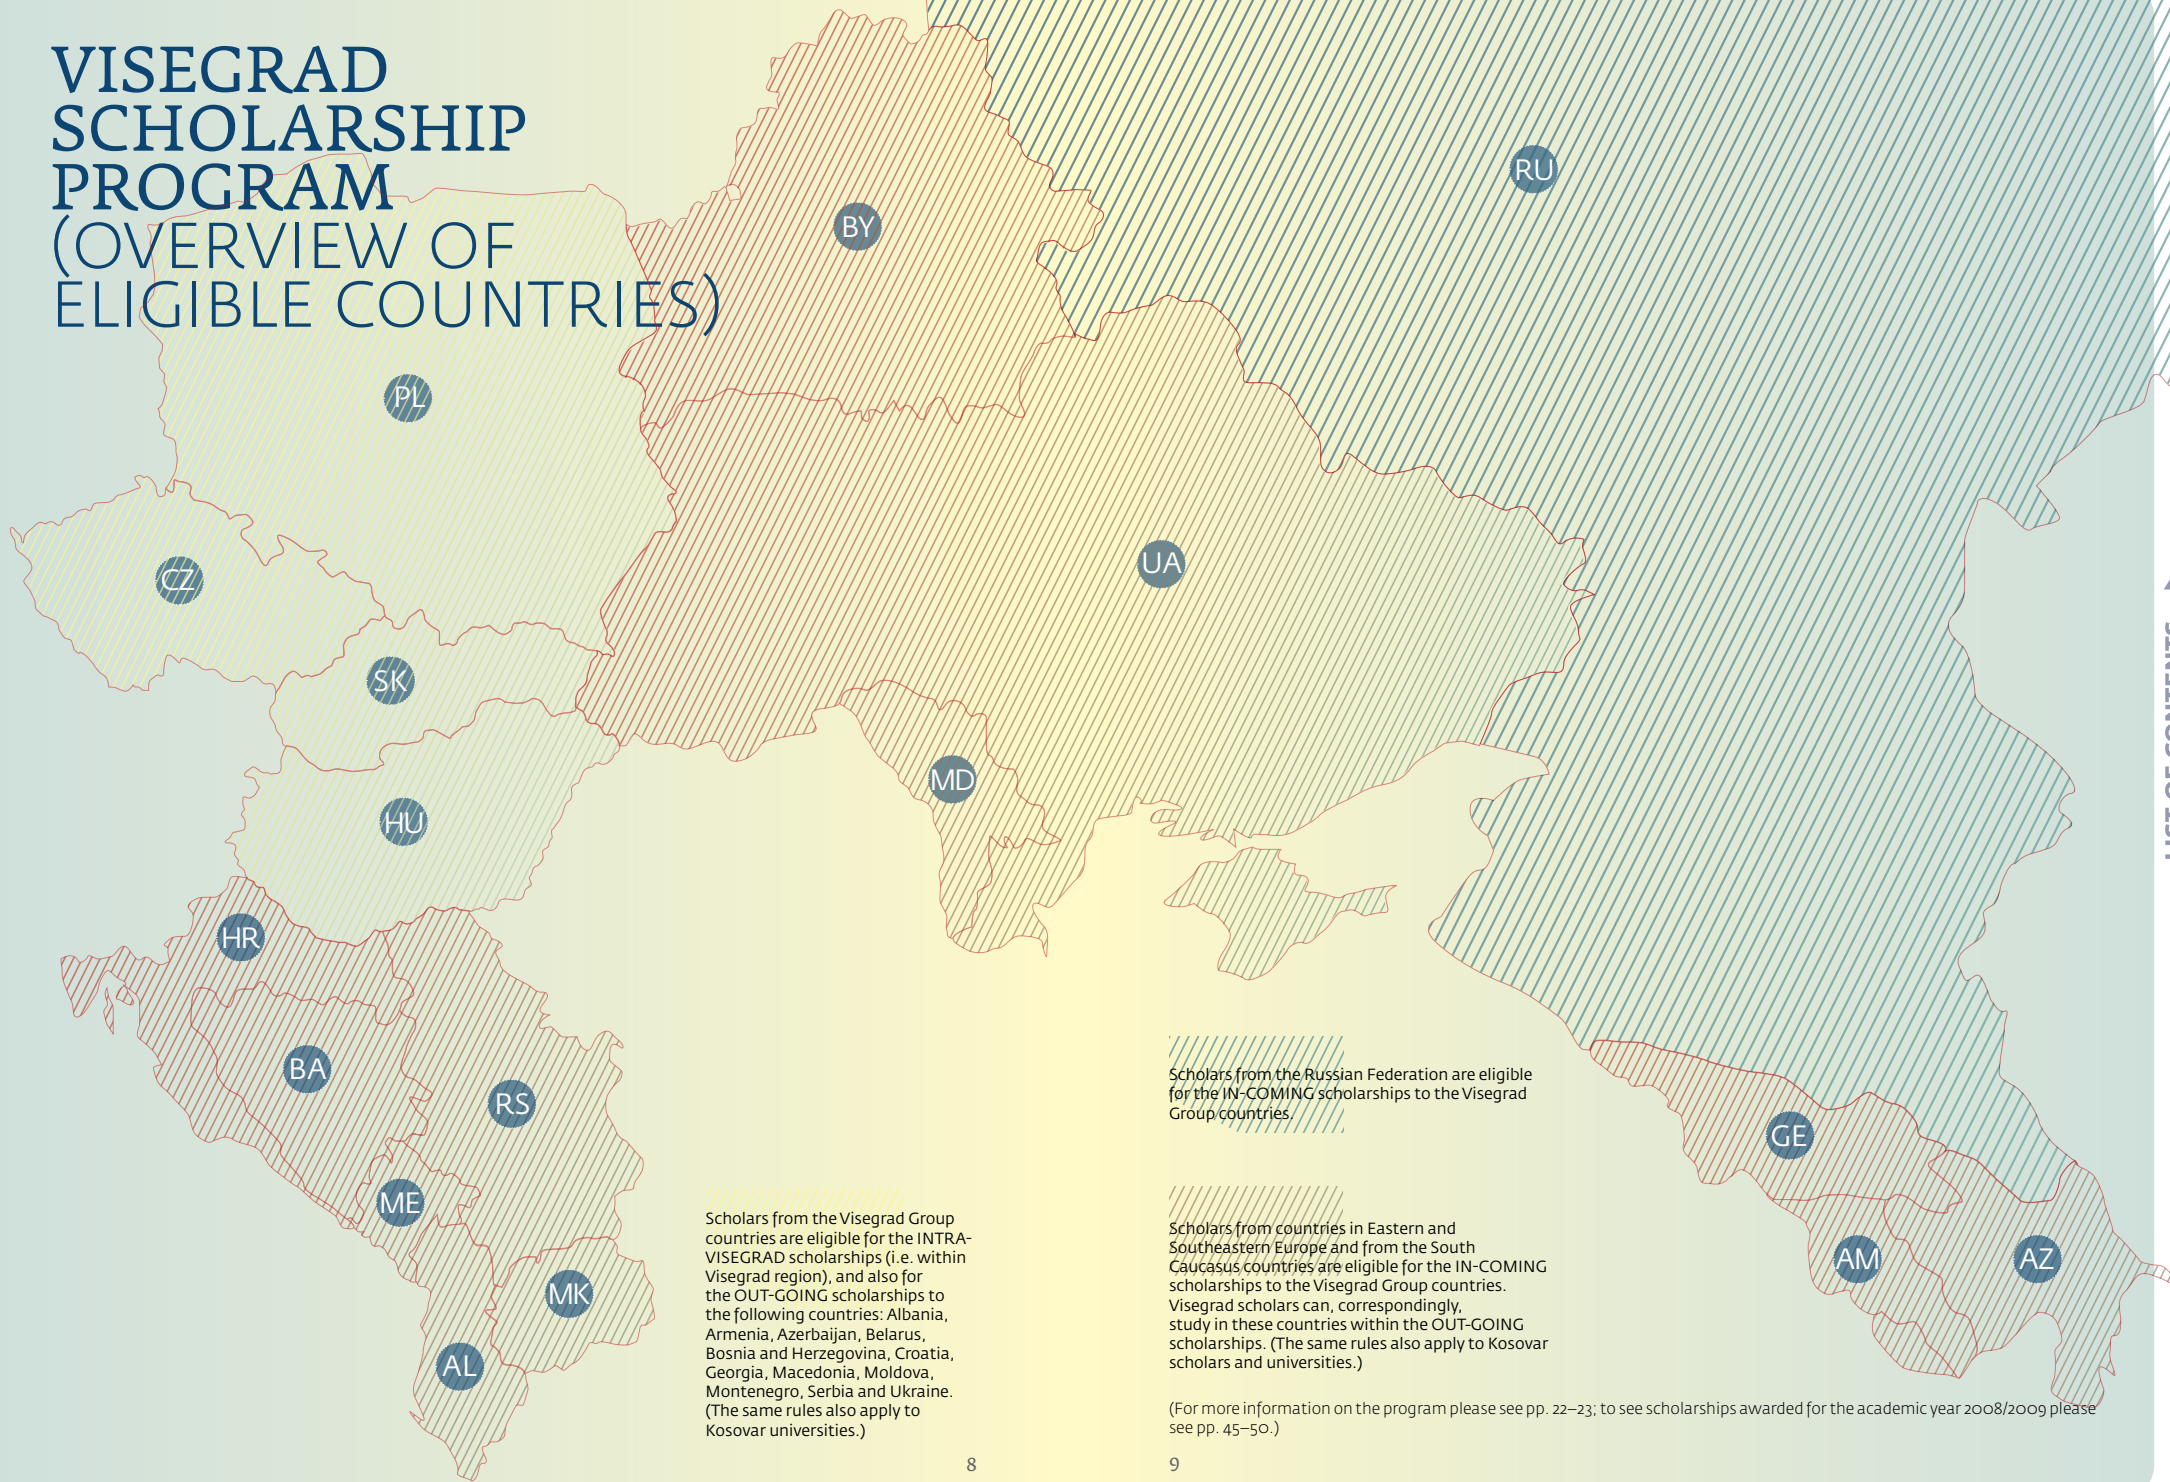 VISEGRAD
SCHOLARSHIP
PROGRAM
(OVERVIEW OF
ELIGIBLE COUNTRIES)
RU
BY
PL
UA
CZ
SK
MD
HU
HR
BA
RS
GE
ME
AM
AZ
MK
AL
Scholars from the Visegrad Group
countries are eligible for the INTRA-
VISEGRAD scholarships (i.e. within
Visegrad region), and also for
the OUT-GOING scholarships to
the following countries: Albania,
Armenia, Azerbaijan, Belarus,
Bosnia and Herzegovina, Croatia,
Georgia, Macedonia, Moldova,
Montenegro, Serbia and Ukraine.
(The same rules also apply to
Kosovar universities.)
Scholars from the Russian Federation are eligible
for the IN-COMING scholarships to the Visegrad
Group countries.
Scholars from countries in Eastern and
Southeastern Europe and from the South
Caucasus countries are eligible for the IN-COMING
scholarships to the Visegrad Group countries.
Visegrad scholars can, correspondingly,
study in these countries within the OUT-GOING
scholarships. (The same rules also apply to Kosovar
scholars and universities.)
(For more information on the program please see pp. 22–23; to see scholarships awarded for the academic year 2008/2009 please
see pp. 45–50.)
8
9